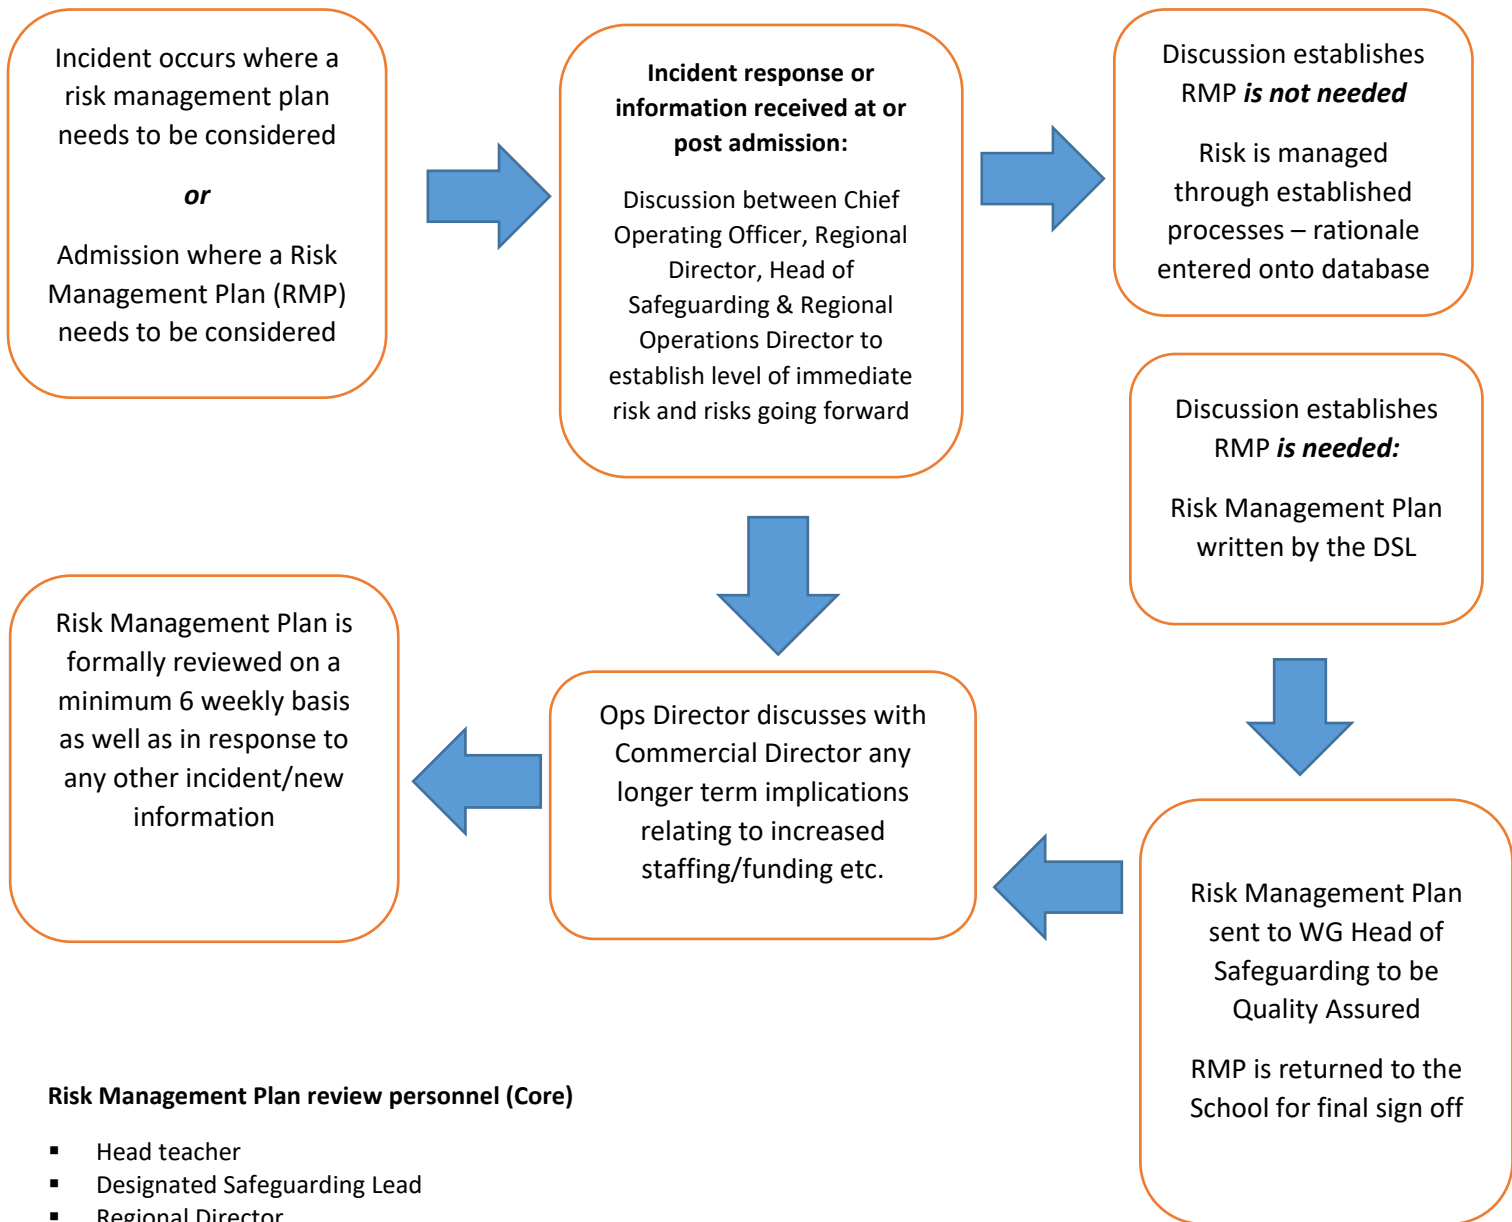 Incident occurs where a
risk management plan
needs to be considered
or
Admission where a Risk
Management Plan (RMP)
needs to be considered
Incident response or
information received at or
post admission:
Discussion between Chief
Operating Officer, Regional
Director, Head of
Safeguarding & Regional
Operations Director to
establish level of immediate
risk and risks going forward
Discussion establishes
RMP is not needed
Risk is managed
through established
processes – rationale
entered onto database
Discussion establishes
RMP is needed:
Risk Management Plan
written by the DSL
Risk Management Plan
sent to WG Head of
Safeguarding to be
Quality Assured
RMP is returned to the
School for final sign off
Ops Director discusses with
Commercial Director any
longer term implications
relating to increased
staffing/funding etc.
Risk Management Plan is
formally reviewed on a
minimum 6 weekly basis
as well as in response to
any other incident/new
information
Risk Management Plan review personnel (Core)
▪ Head teacher
▪ Designated Safeguarding Lead
▪ Regional Director